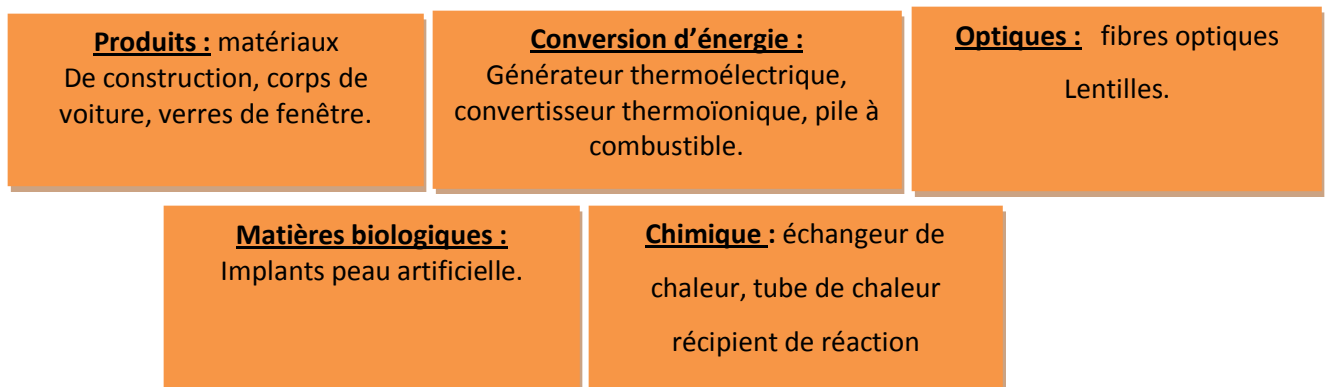 Produits : matériaux
De construction, corps de
voiture, verres de fenêtre.
Conversion d’énergie :
Générateur thermoélectrique,
convertisseur thermoïonique, pile à
combustible.
Optiques : fibres optiques
Lentilles.
Matières biologiques :
Implants peau artificielle.
Chimique : échangeur de
chaleur, tube de chaleur
récipient de réaction